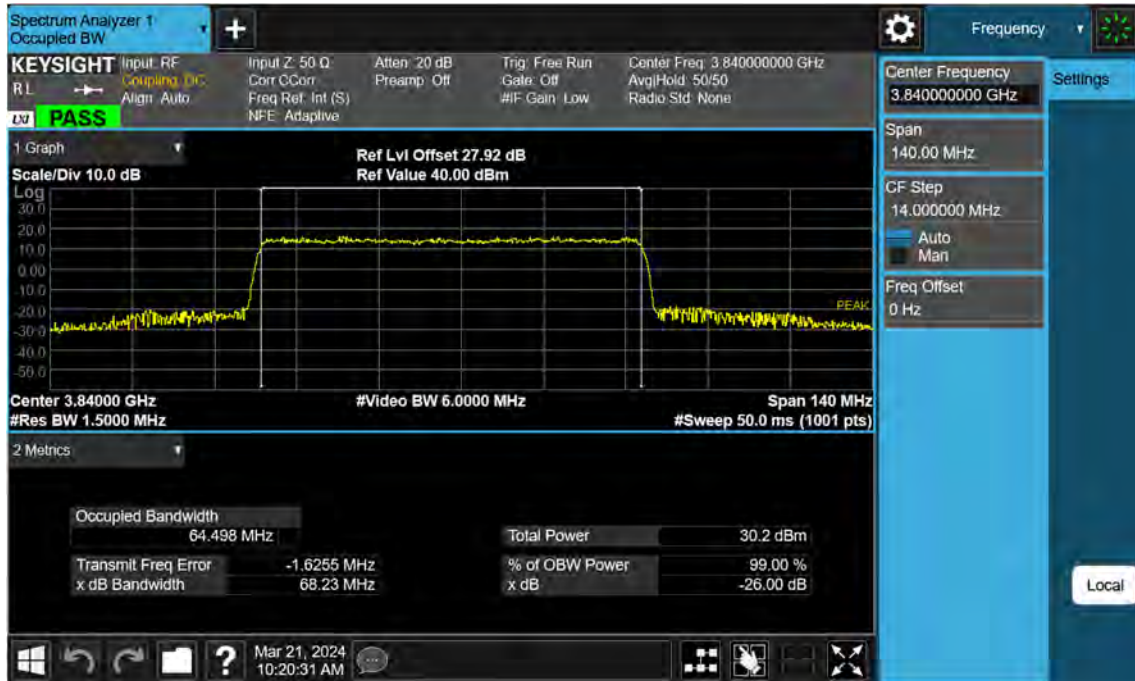 Spectrum Analyzer 1
Occupied BW
+
Frequency
KEYSIGHT
RL
LXI PASS
Input: RF
Coupling: DC
Align: Auto
Input Z: 50 Ω
Corr CCorr
Freq Ref: Int (S)
NFE: Adaptive
Atten: 20 dB
Preamp: Off
Trig: Free Run
Gate: Off
#IF Gain: Low
Center Freq: 3.840000000 GHz
Avg|Hold: 50/50
Radio Std: None
Center Frequency
3.840000000 GHz
Settings
Span
140.00 MHz
CF Step
14.000000 MHz
Auto
Man
Freq Offset
0 Hz
Local
1 Graph
Scale/Div 10.0 dB
Ref Lvl Offset 27.92 dB
Ref Value 40.00 dBm
Log
30.0
20.0
10.0
0.00
-10.0
-20.0
-30.0
-40.0
-50.0
PEAK
Center 3.84000 GHz
#Video BW 6.0000 MHz
Span 140 MHz
#Res BW 1.5000 MHz
#Sweep 50.0 ms (1001 pts)
2 Metrics
Occupied Bandwidth
64.498 MHz
Total Power 30.2 dBm
Transmit Freq Error -1.6255 MHz
% of OBW Power 99.00 %
x dB Bandwidth 68.23 MHz
x dB -26.00 dB
?
Mar 21, 2024
10:20:31 AM